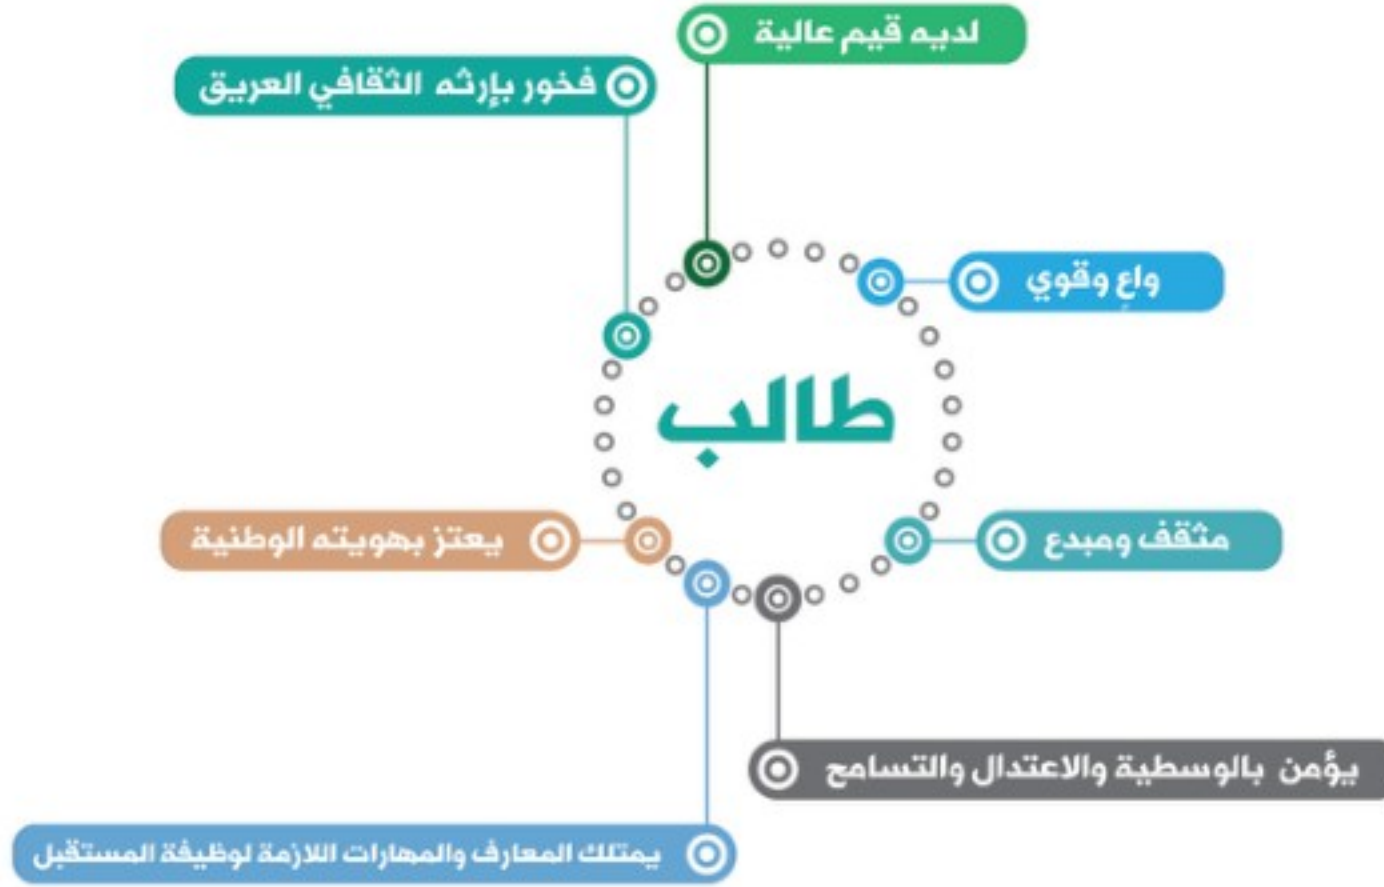 لديه قيم عالية
فخور بإرثه الثقافي العريق
واعٍ وقوي
طالب
مثقف ومبدع
يعتز بهويته الوطنية
يؤمن بالوسطية والاعتدال والتسامح
يمتلك المعارف والمهارات اللازمة لوظيفة المستقبل